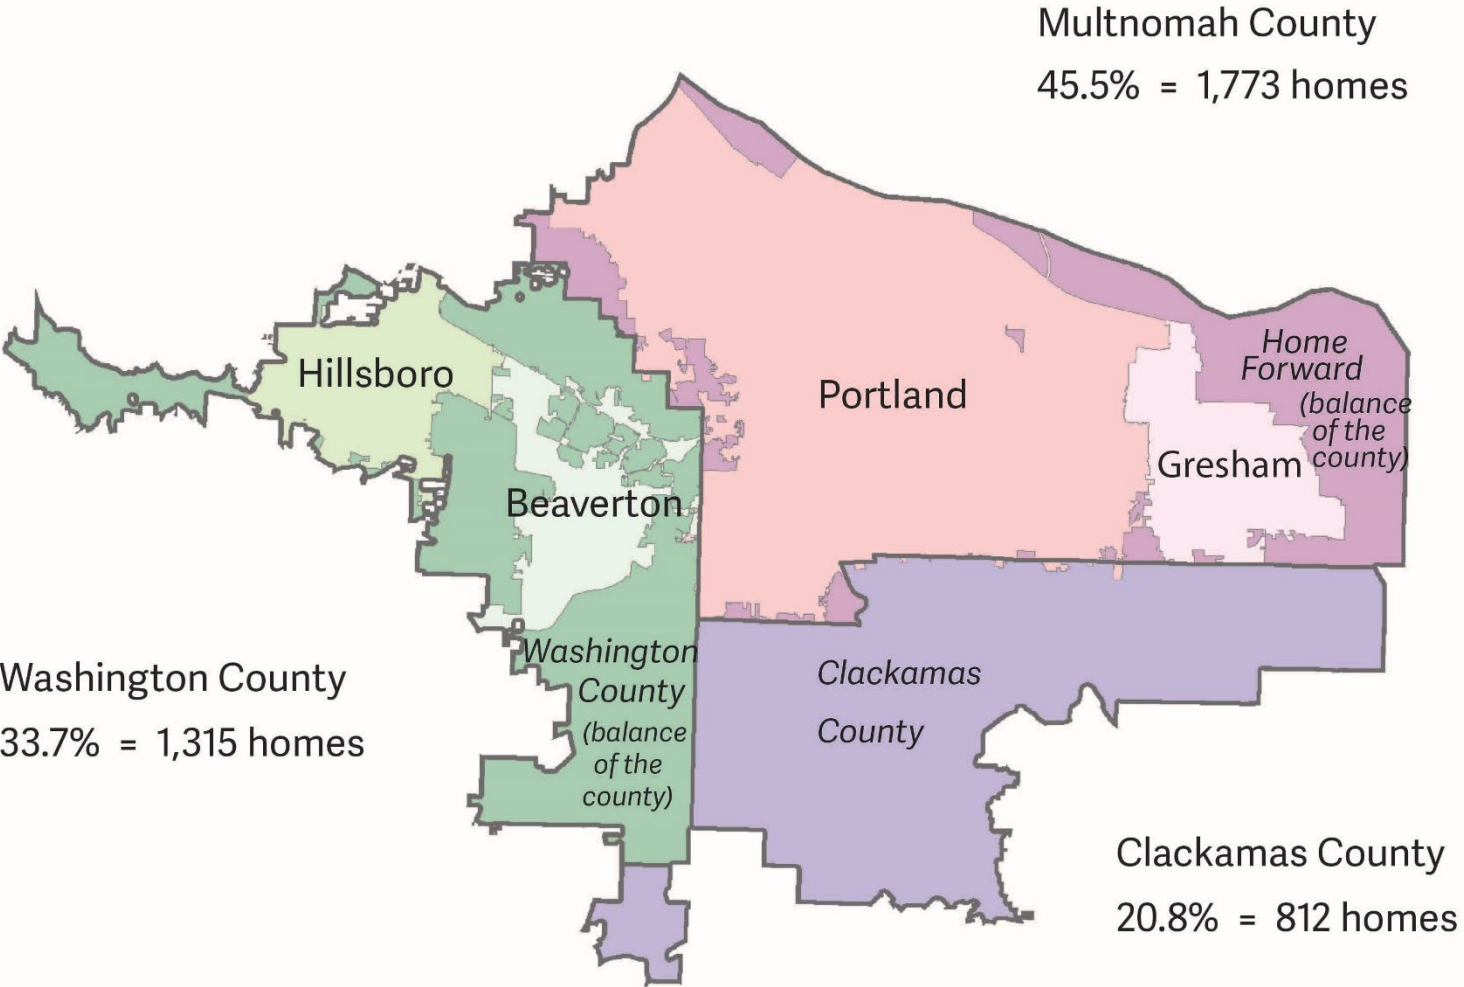 Multnomah County
45.5% = 1,773 homes
Hillsboro
Portland
Home
Forward
(balance
of the
county)
Gresham
Beaverton
Washington
County
(balance
of the
county)
Clackamas
County
Washington County
33.7% = 1,315 homes
Clackamas County
20.8% = 812 homes